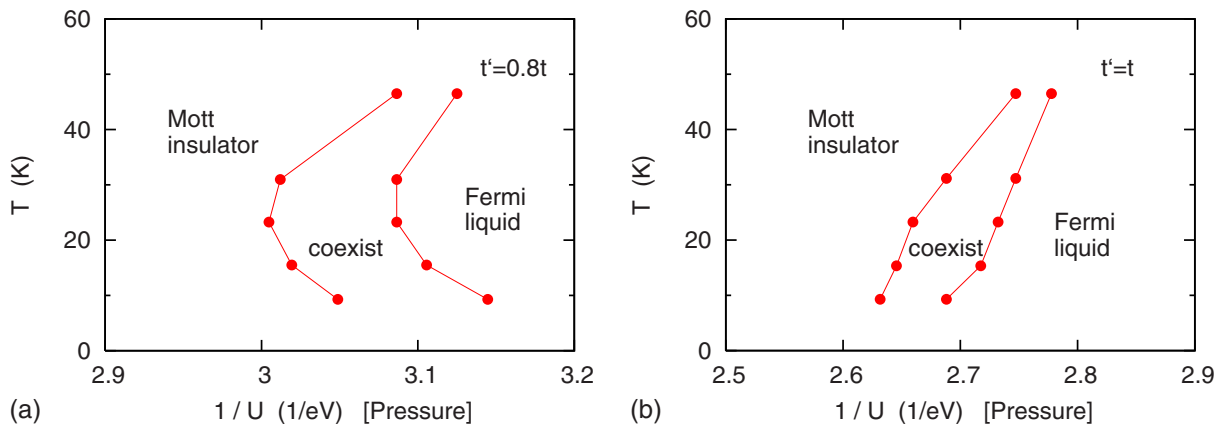 60
40
20
0
T (K)
t'=0.8t
Mott
insulator
coexist
Fermi
liquid
2.9 3 3.1 3.2
(a) 1 / U (1/eV) [Pressure]
60
40
20
0
T (K)
t'=t
Mott
insulator
coexist
Fermi
liquid
2.5 2.6 2.7 2.8 2.9
(b) 1 / U (1/eV) [Pressure]